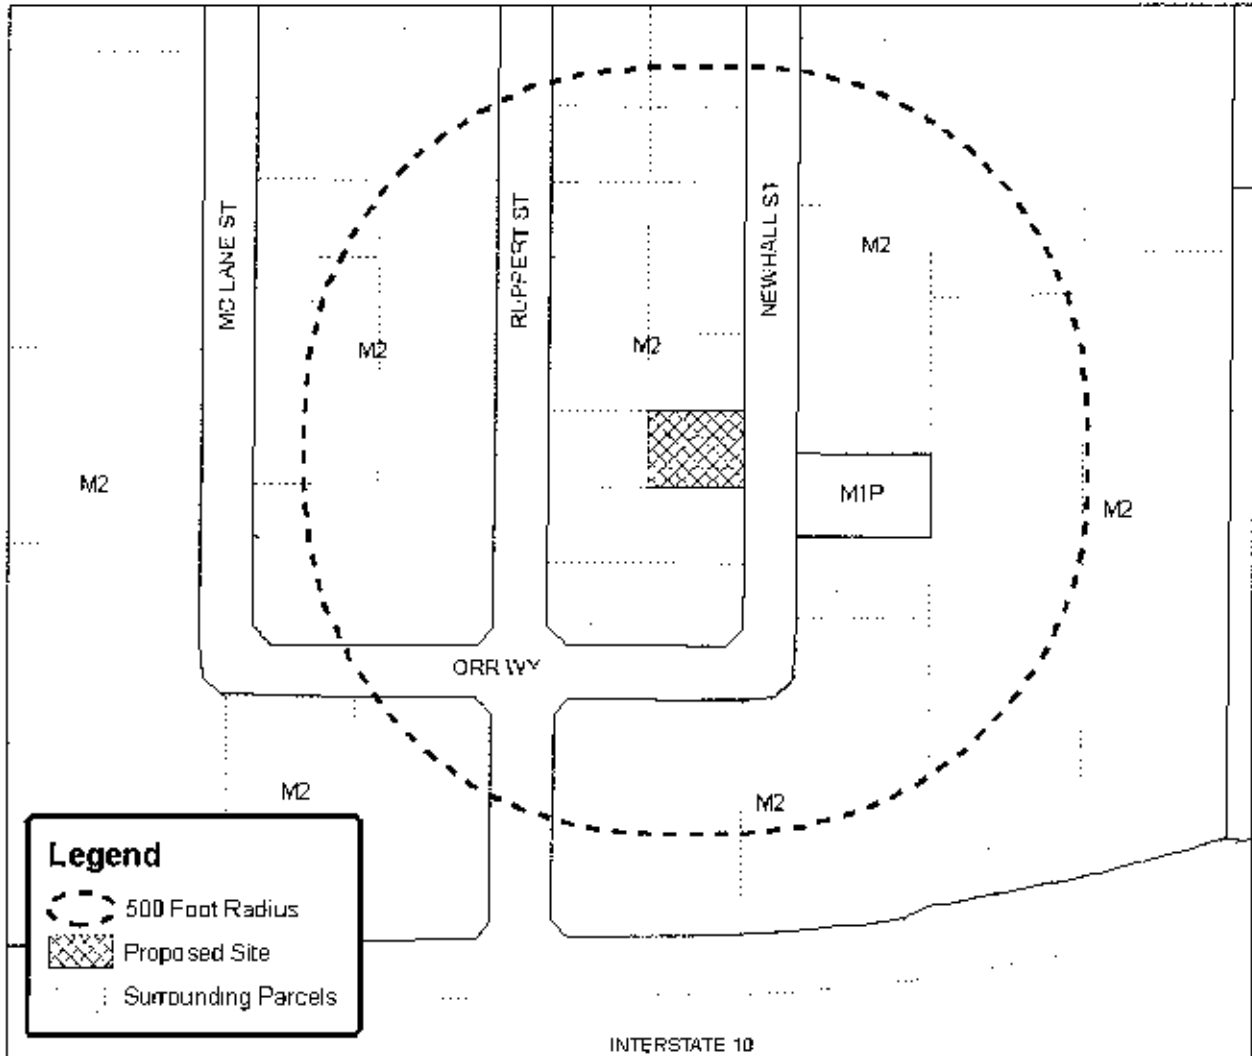 MC LANE ST
RUPPERT ST
NEWHALL ST
M2
M2
M2
M2
M1P
M2
ORR WY
M2
M2
Legend
500 Foot Radius
Proposed Site
Surrounding Parcels
INTERSTATE 10